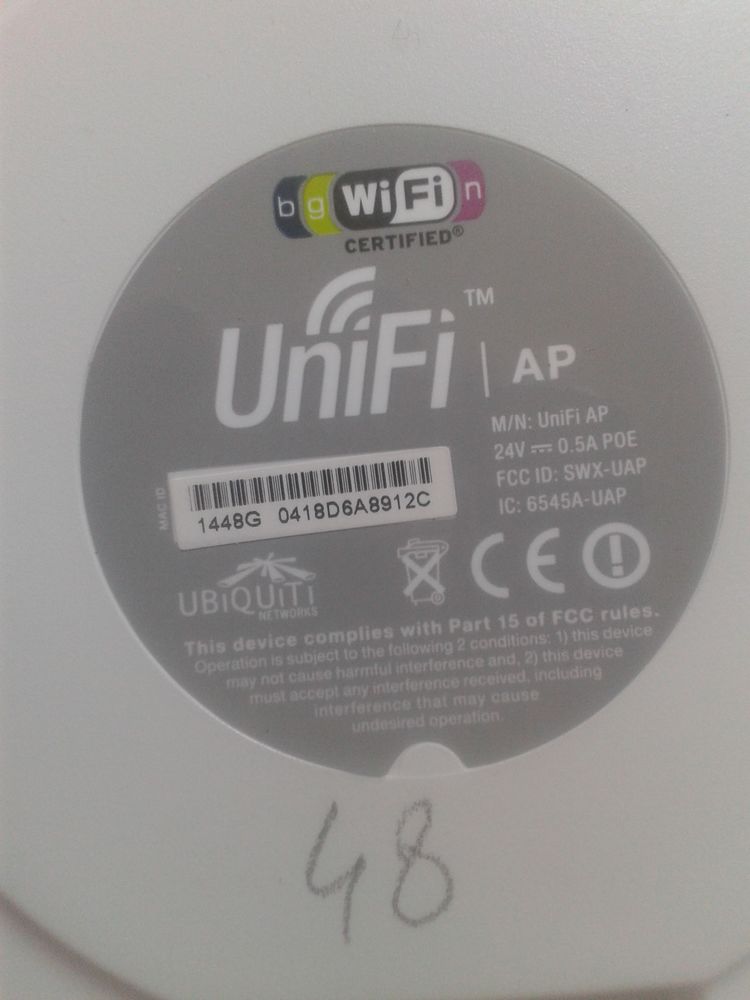 b g WiFi n
CERTIFIED®
UniFi™ | AP
M/N: UniFi AP
24V ⎓ 0.5A POE
FCC ID: SWX-UAP
IC: 6545A-UAP
MAC ID
1448G 0418D6A8912C
UBiQUiTi
NETWORKS
CE
This device complies with Part 15 of FCC rules.
Operation is subject to the following 2 conditions: 1) this device
may not cause harmful interference and, 2) this device
must accept any interference received, including
interference that may cause
undesired operation.
48